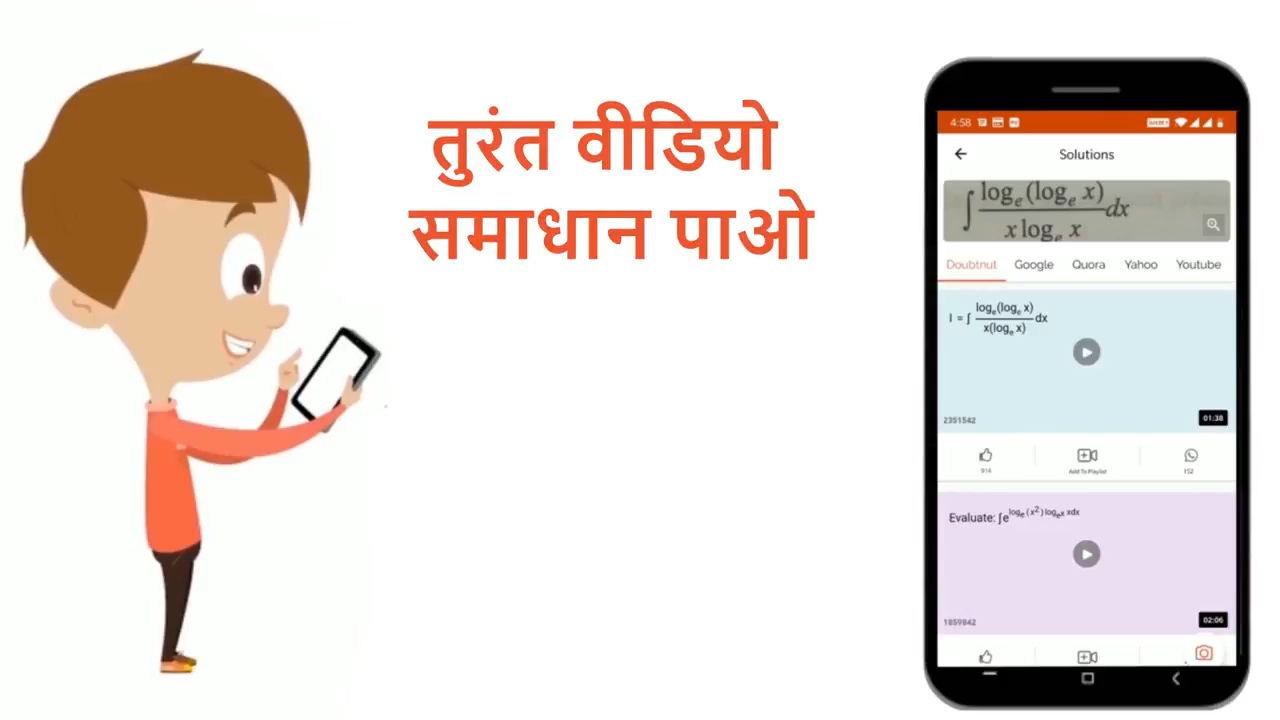 तुरंत वीडियो
समाधान पाओ
4:58
Solutions
∫ logₑ(logₑ x) / x logₑ x dx
Doubtnut Google Quora Yahoo Youtube
I = ∫ logₑ(logₑ x) / x(logₑ x) dx
2351542 01:38
914 Add To Playlist 152
Evaluate: ∫e^logₑ(x²)logₑx xdx
1859842 02:06